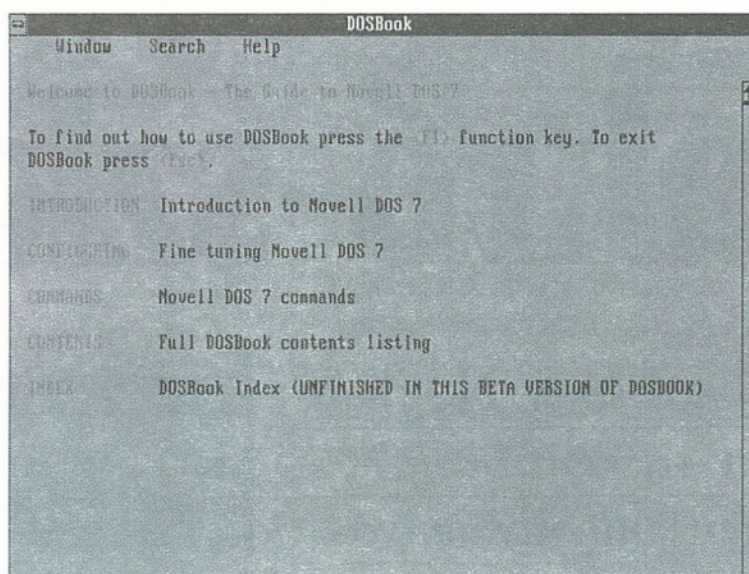 DOSBook
Window Search Help
Welcome to DOSBook - The Guide to Novell DOS 7
To find out how to use DOSBook press the <F1> function key. To exit
DOSBook press <Esc>.
INTRODUCTION Introduction to Novell DOS 7
CONFIGURING Fine tuning Novell DOS 7
COMMANDS Novell DOS 7 commands
CONTENTS Full DOSBook contents listing
INDEX DOSBook Index (UNFINISHED IN THIS BETA VERSION OF DOSBOOK)